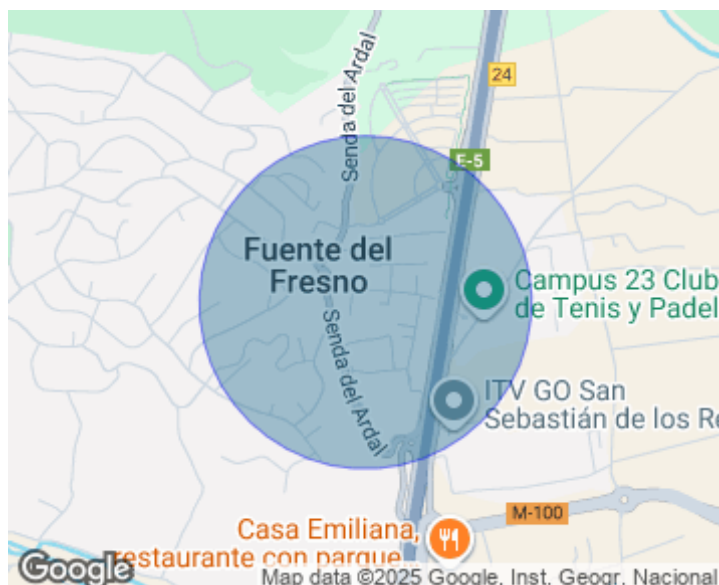 24
Senda del Ardal
E-5
Fuente del
Fresno
Campus 23 Club
de Tenis y Padel
Senda del Ardal
ITV GO San
Sebastián de los Re
M-100
Casa Emiliana,
restaurante con parque
Google
Map data ©2025 Google, Inst. Geogr. Nacional